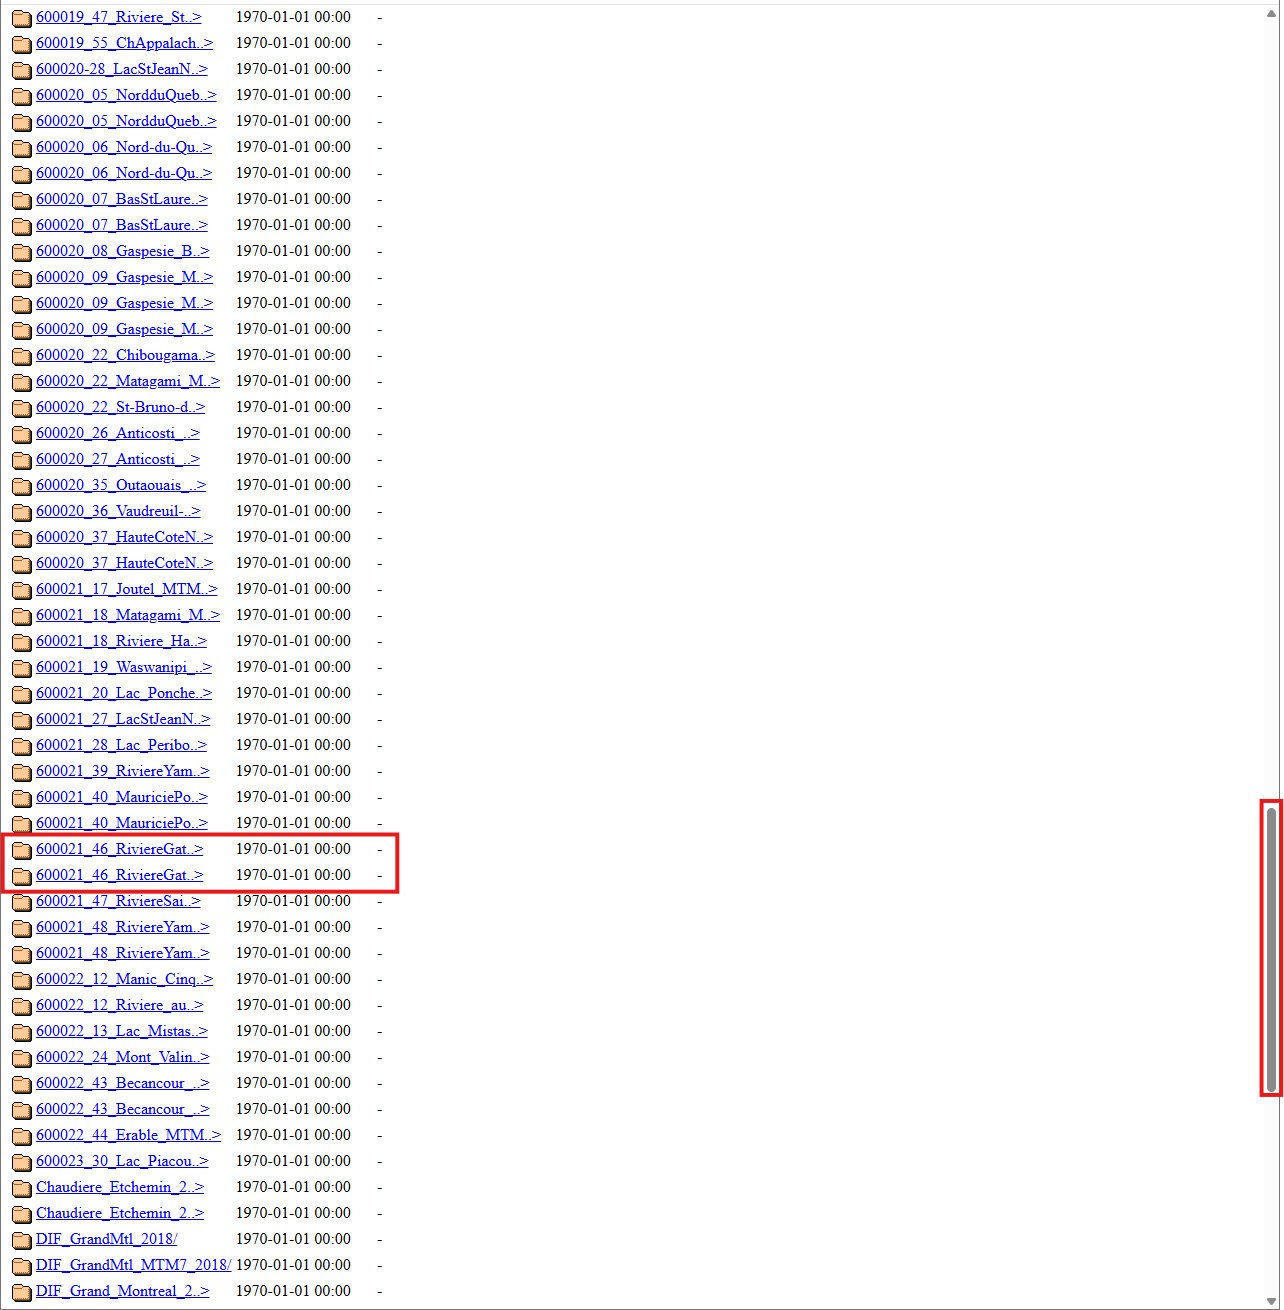 600019_47_Riviere_St..> 1970-01-01 00:00 -
600019_55_ChAppalach..> 1970-01-01 00:00 -
600020-28_LacStJeanN..> 1970-01-01 00:00 -
600020_05_NordduQueb..> 1970-01-01 00:00 -
600020_05_NordduQueb..> 1970-01-01 00:00 -
600020_06_Nord-du-Qu..> 1970-01-01 00:00 -
600020_06_Nord-du-Qu..> 1970-01-01 00:00 -
600020_07_BasStLaure..> 1970-01-01 00:00 -
600020_07_BasStLaure..> 1970-01-01 00:00 -
600020_08_Gaspesie_B..> 1970-01-01 00:00 -
600020_09_Gaspesie_M..> 1970-01-01 00:00 -
600020_09_Gaspesie_M..> 1970-01-01 00:00 -
600020_09_Gaspesie_M..> 1970-01-01 00:00 -
600020_22_Chibougama..> 1970-01-01 00:00 -
600020_22_Matagami_M..> 1970-01-01 00:00 -
600020_22_St-Bruno-d..> 1970-01-01 00:00 -
600020_26_Anticosti_..> 1970-01-01 00:00 -
600020_27_Anticosti_..> 1970-01-01 00:00 -
600020_35_Outaouais_..> 1970-01-01 00:00 -
600020_36_Vaudreuil-..> 1970-01-01 00:00 -
600020_37_HauteCoteN..> 1970-01-01 00:00 -
600020_37_HauteCoteN..> 1970-01-01 00:00 -
600021_17_Joutel_MTM..> 1970-01-01 00:00 -
600021_18_Matagami_M..> 1970-01-01 00:00 -
600021_18_Riviere_Ha..> 1970-01-01 00:00 -
600021_19_Waswanipi_..> 1970-01-01 00:00 -
600021_20_Lac_Ponche..> 1970-01-01 00:00 -
600021_27_LacStJeanN..> 1970-01-01 00:00 -
600021_28_Lac_Peribo..> 1970-01-01 00:00 -
600021_39_RiviereYam..> 1970-01-01 00:00 -
600021_40_MauriciePo..> 1970-01-01 00:00 -
600021_40_MauriciePo..> 1970-01-01 00:00 -
600021_46_RiviereGat..> 1970-01-01 00:00 -
600021_46_RiviereGat..> 1970-01-01 00:00 -
600021_47_RiviereSai..> 1970-01-01 00:00 -
600021_48_RiviereYam..> 1970-01-01 00:00 -
600021_48_RiviereYam..> 1970-01-01 00:00 -
600022_12_Manic_Cinq..> 1970-01-01 00:00 -
600022_12_Riviere_au..> 1970-01-01 00:00 -
600022_13_Lac_Mistas..> 1970-01-01 00:00 -
600022_24_Mont_Valin..> 1970-01-01 00:00 -
600022_43_Becancour_..> 1970-01-01 00:00 -
600022_43_Becancour_..> 1970-01-01 00:00 -
600022_44_Erable_MTM..> 1970-01-01 00:00 -
600023_30_Lac_Piacou..> 1970-01-01 00:00 -
Chaudiere_Etchemin_2..> 1970-01-01 00:00 -
Chaudiere_Etchemin_2..> 1970-01-01 00:00 -
DIF_GrandMtl_2018/ 1970-01-01 00:00 -
DIF_GrandMtl_MTM7_2018/ 1970-01-01 00:00 -
DIF_Grand_Montreal_2..> 1970-01-01 00:00 -